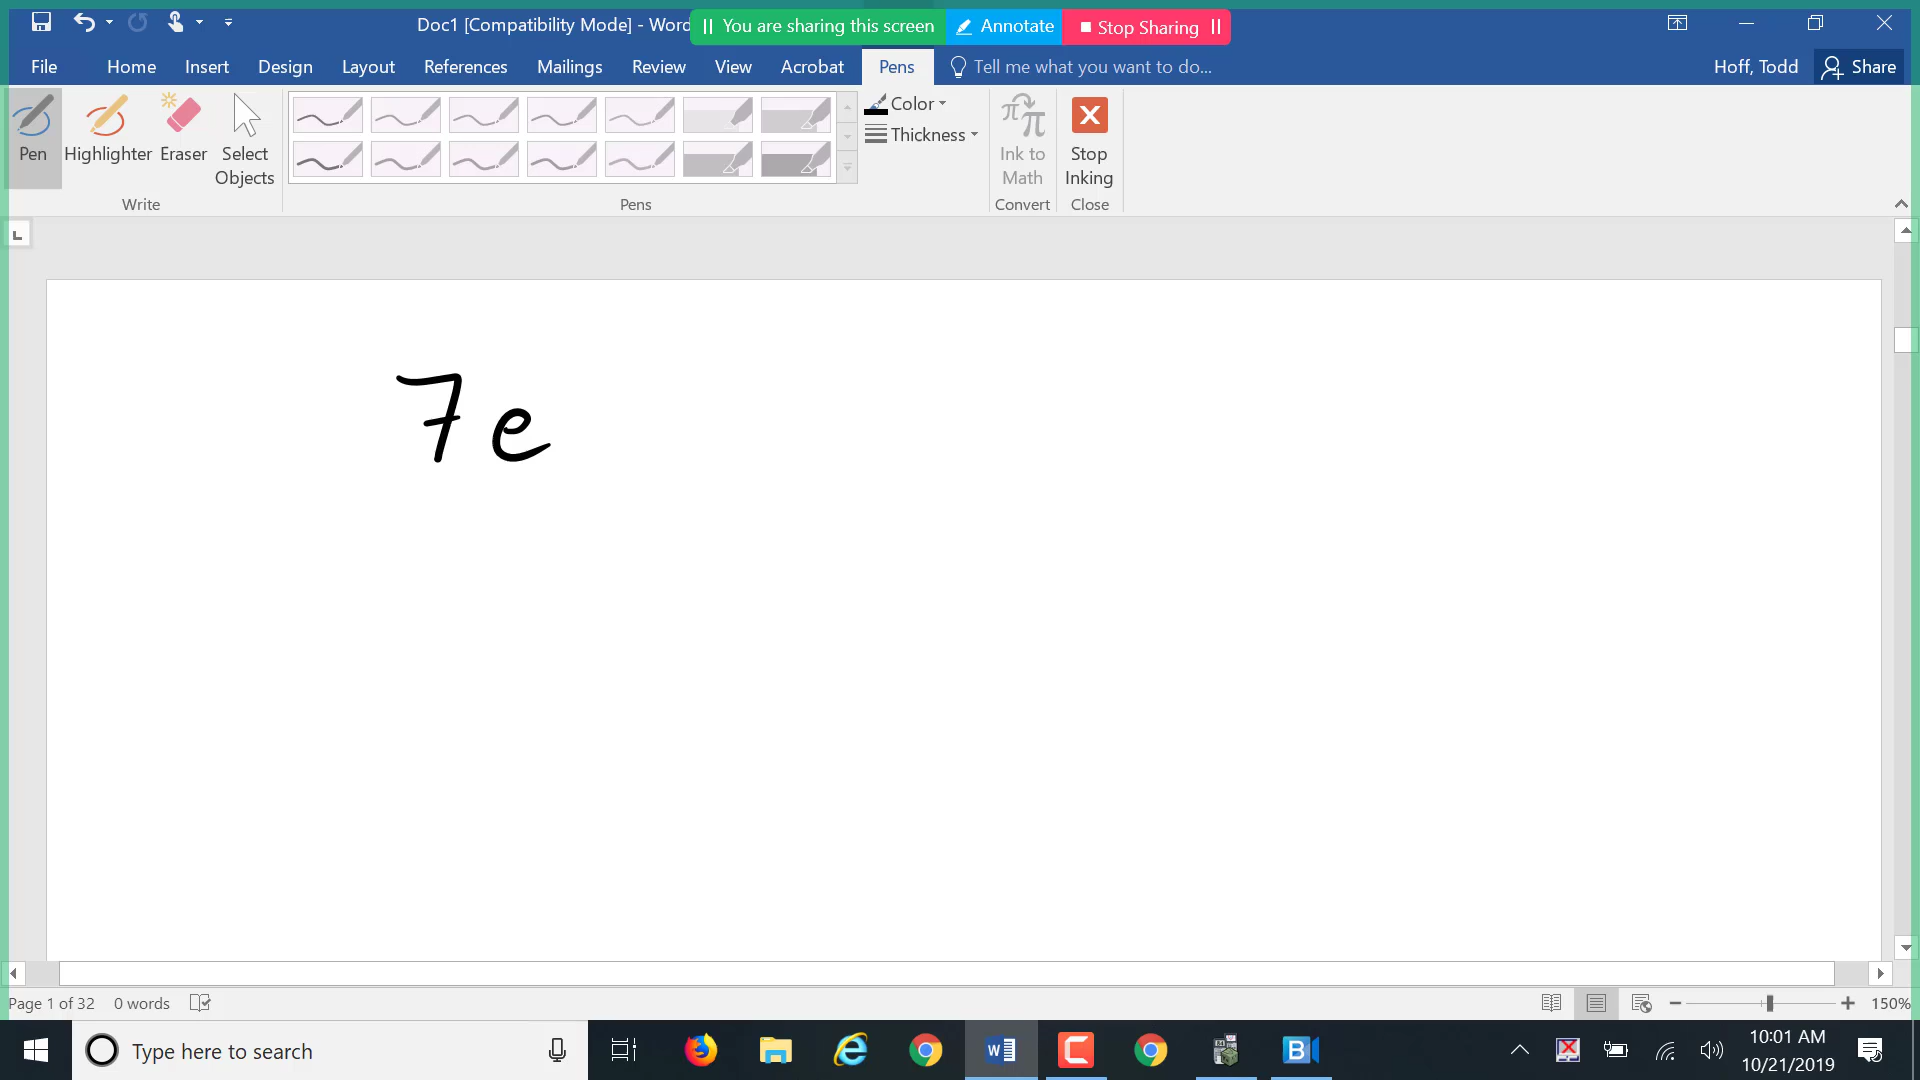 Doc1 [Compatibility Mode] - Word
You are sharing this screen
Annotate
Stop Sharing
File
Home
Insert
Design
Layout
References
Mailings
Review
View
Acrobat
Pens
Tell me what you want to do...
Hoff, Todd
Share
Pen
Highlighter
Eraser
Select
Objects
Color
Thickness
Ink to
Math
Stop
Inking
Write
Pens
Convert
Close
7e
Page 1 of 32
0 words
150%
Type here to search
10:01 AM
10/21/2019